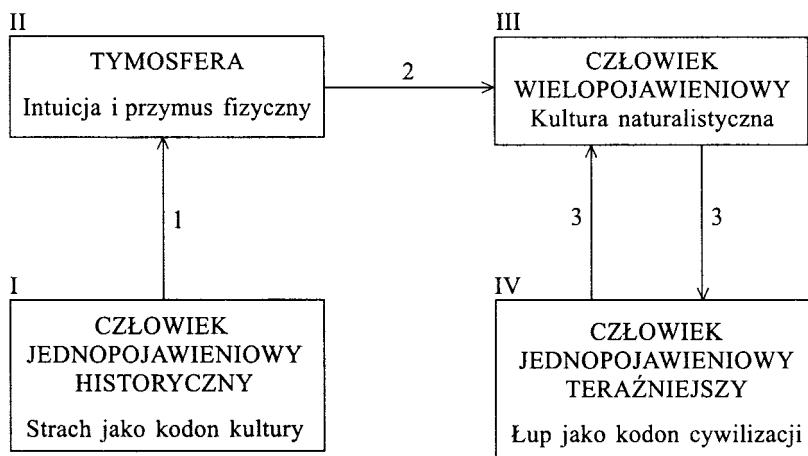 II
TYMOSFERA
Intuicja i przymus fizyczny
2
III
CZŁOWIEK
WIELOPOJAWIENIOWY
Kultura naturalistyczna
1
3
3
I
CZŁOWIEK
JEDNOPOJAWIENIOWY
HISTORYCZNY
Strach jako kodon kultury
IV
CZŁOWIEK
JEDNOPOJAWIENIOWY
TERAŹNIEJSZY
Łup jako kodon cywilizacji